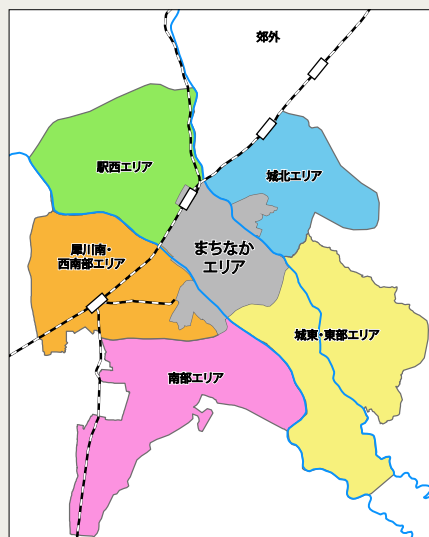 郊外
駅西エリア
城北エリア
まちなか
エリア
犀川南・
西南部エリア
城東・東部エリア
南部エリア